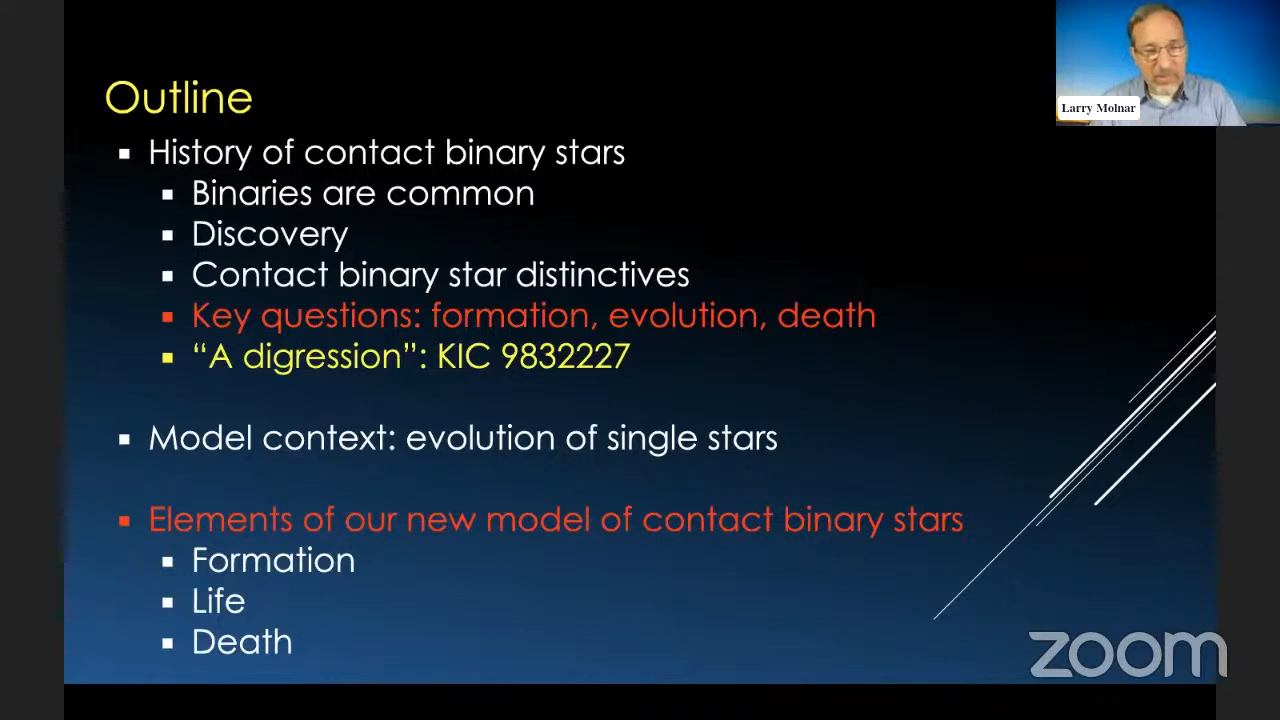 Outline
Larry Molnar
History of contact binary stars
Binaries are common
Discovery
Contact binary star distinctives
Key questions: formation, evolution, death
“A digression”: KIC 9832227
Model context: evolution of single stars
Elements of our new model of contact binary stars
Formation
Life
Death
zoom